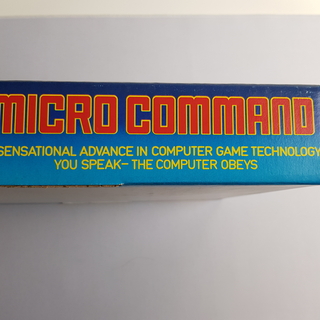 MICRO COMMAND
SENSATIONAL ADVANCE IN COMPUTER GAME TECHNOLOGY
YOU SPEAK– THE COMPUTER OBEYS